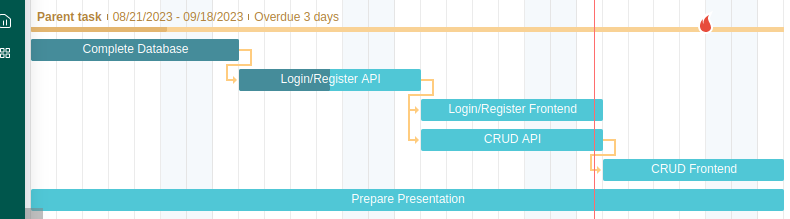 Parent task | 08/21/2023 - 09/18/2023 | Overdue 3 days
Complete Database
Login/Register API
Login/Register Frontend
CRUD API
CRUD Frontend
Prepare Presentation